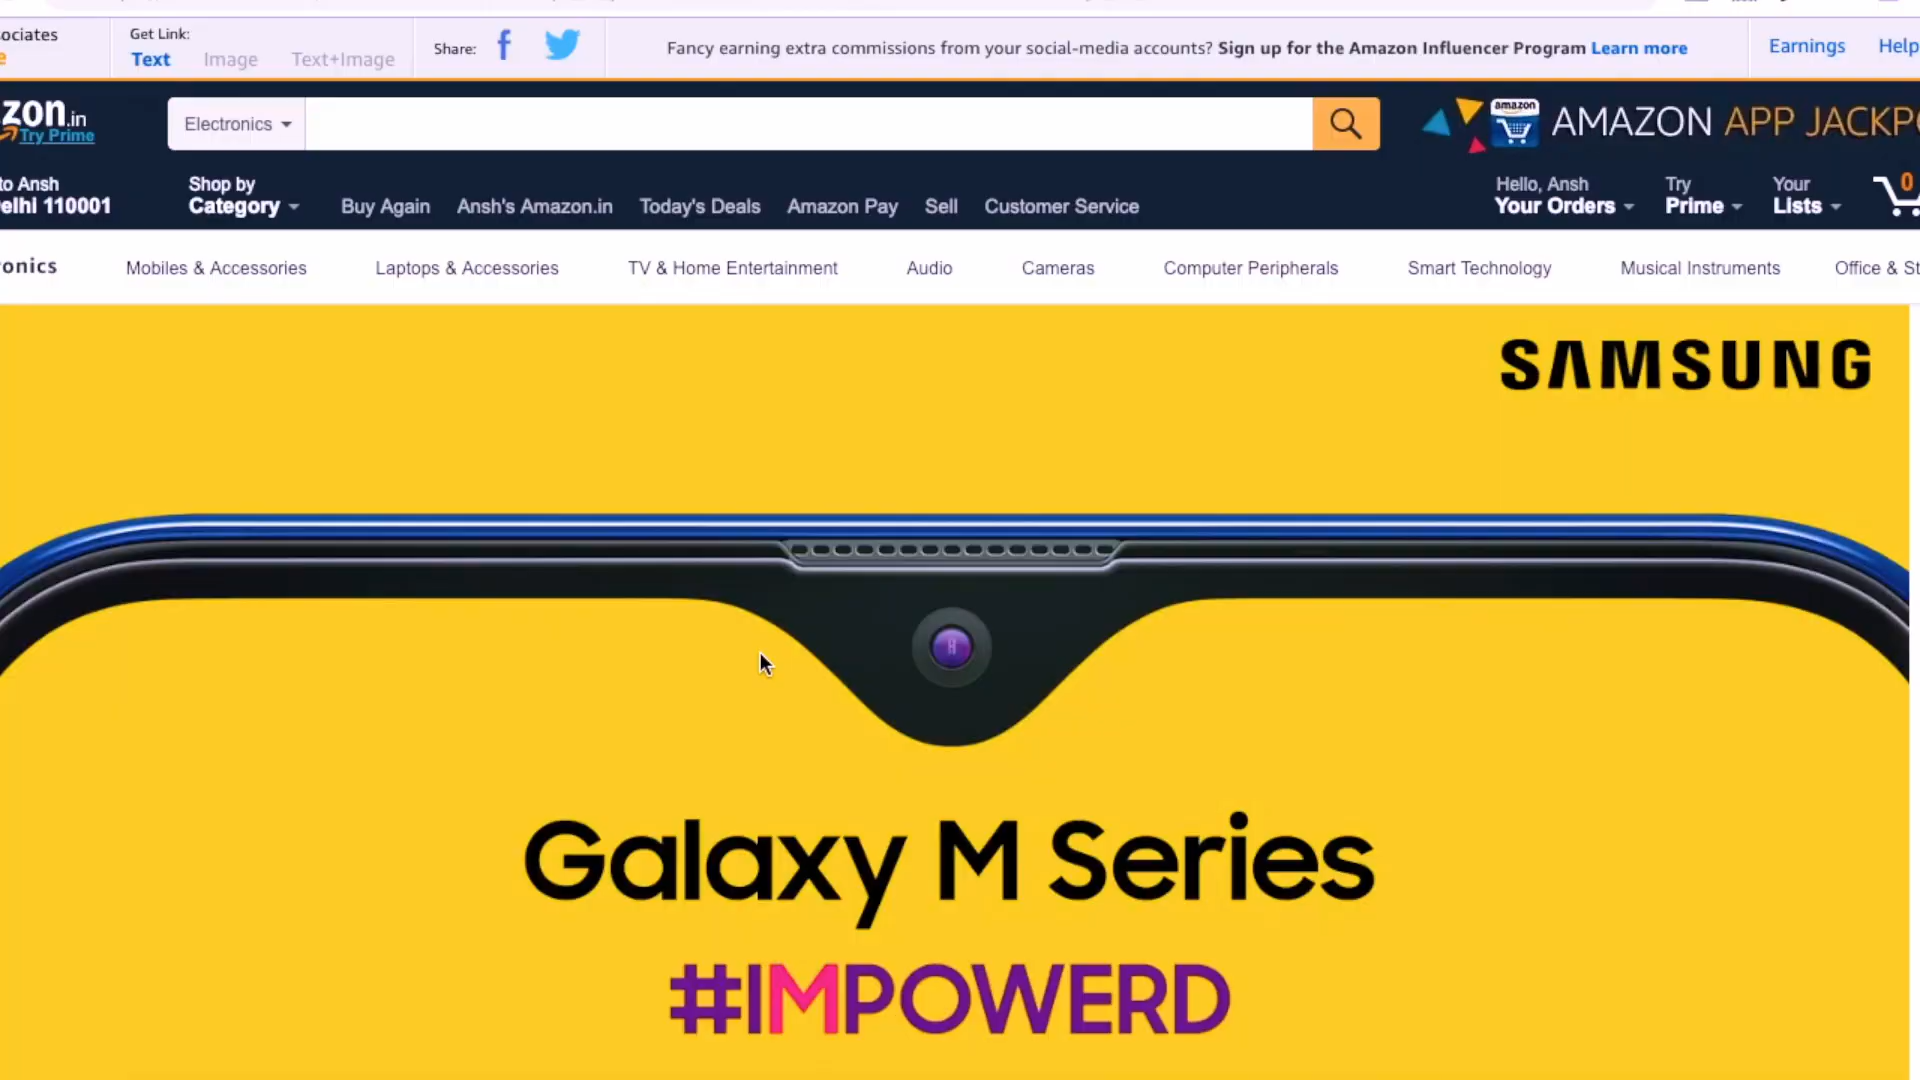 ociates
Get Link:
Text Image Text+Image
Share:
Fancy earning extra commissions from your social-media accounts? Sign up for the Amazon Influencer Program Learn more
Earnings Help
zon.in
Try Prime
Electronics
amazon
AMAZON APP JACKPO
to Ansh
elhi 110001
Shop by
Category
Buy Again Ansh's Amazon.in Today's Deals Amazon Pay Sell Customer Service
Hello, Ansh
Your Orders
Try
Prime
Your
Lists
0
onics Mobiles & Accessories Laptops & Accessories TV & Home Entertainment Audio Cameras Computer Peripherals Smart Technology Musical Instruments Office & St
SAMSUNG
Galaxy M Series
#IMPOWERD